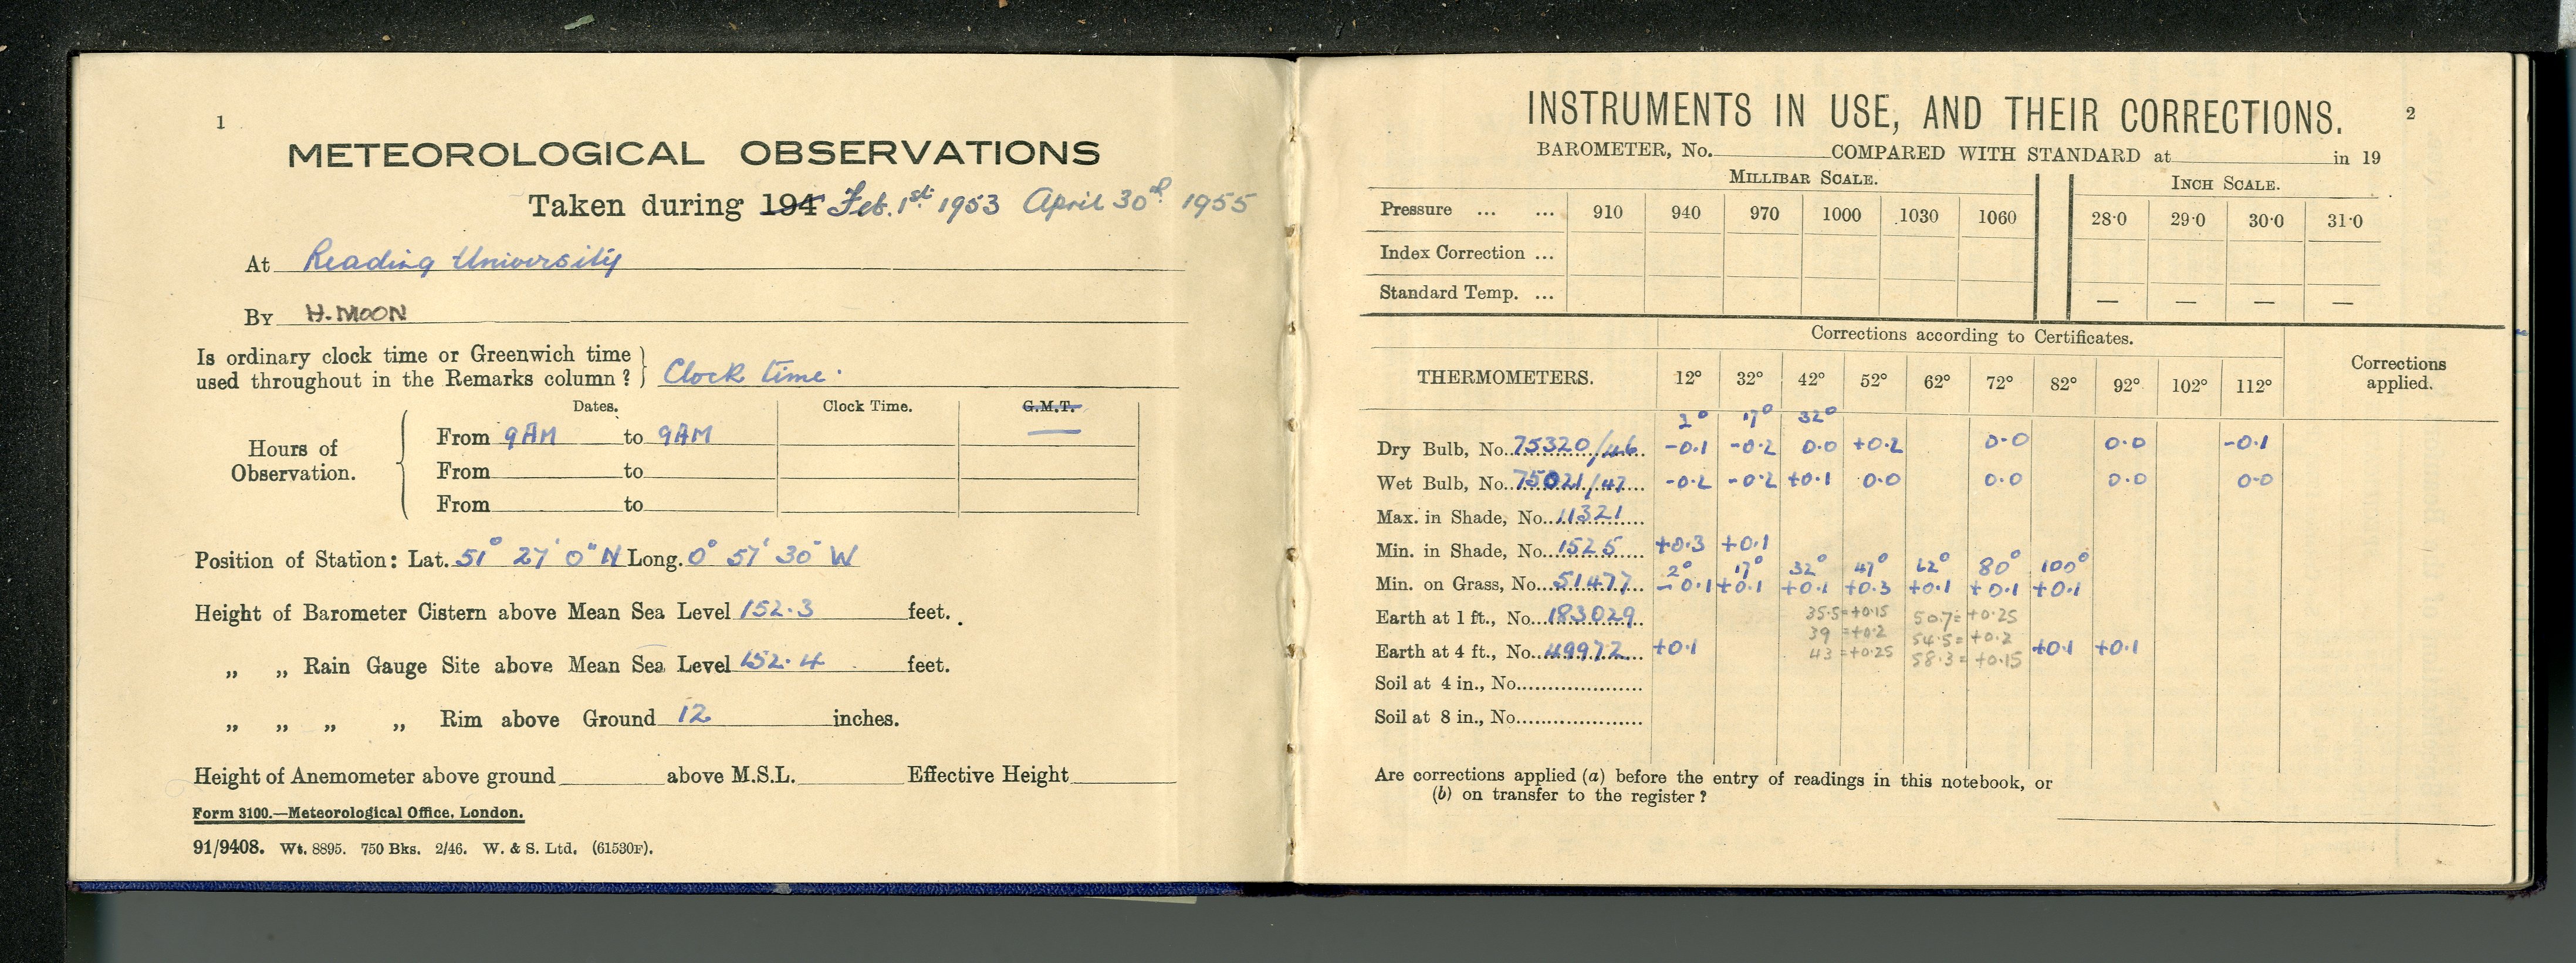 1
METEOROLOGICAL OBSERVATIONS
Taken during 194 Feb. 1st 1953 April 30th 1955
At Reading University
By H. MOON
Is ordinary clock time or Greenwich time
used throughout in the Remarks column? } Clock time.
Dates. Clock Time. G.M.T.
Hours of
Observation.
From 9AM to 9AM
From to
From to
Position of Station: Lat. 51° 27' 0" N Long. 0° 57' 30" W
Height of Barometer Cistern above Mean Sea Level 152.3 feet.
„ „ Rain Gauge Site above Mean Sea Level 152.4 feet.
„ „ „ „ Rim above Ground 12 inches.
Height of Anemometer above ground above M.S.L. Effective Height
Form 3100.—Meteorological Office, London.
91/9408. Wt. 8895. 750 Bks. 2/46. W. & S. Ltd. (61530F).
2
INSTRUMENTS IN USE, AND THEIR CORRECTIONS.
BAROMETER, No. COMPARED WITH STANDARD at in 19
MILLIBAR SCALE. INCH SCALE.
Pressure ... ... 910 940 970 1000 1030 1060 28·0 29·0 30·0 31·0
Index Correction ...
Standard Temp. ... — — — —
Corrections according to Certificates.
THERMOMETERS. 12° 32° 42° 52° 62° 72° 82° 92° 102° 112° Corrections applied.
2° 17° 32°
Dry Bulb, No. 75320/46 -0.1 -0.2 0.0 +0.2 0.0 0.0 -0.1
Wet Bulb, No. 75021/47 -0.2 -0.2 +0.1 0.0 0.0 0.0 0.0
Max. in Shade, No. 11321
Min. in Shade, No. 1525 +0.3 +0.1
2° 17° 32° 47° 62° 80° 100°
Min. on Grass, No. 51477 -0.1 +0.1 +0.1 +0.3 +0.1 +0.1 +0.1
Earth at 1 ft., No. 183029 35.5=+0.15 50.7=+0.25
39=+0.2 54.5=+0.2
Earth at 4 ft., No. 49972 +0.1 43=+0.25 58.3=+0.15 +0.1 +0.1
Soil at 4 in., No.
Soil at 8 in., No.
Are corrections applied (a) before the entry of readings in this notebook, or
(b) on transfer to the register?